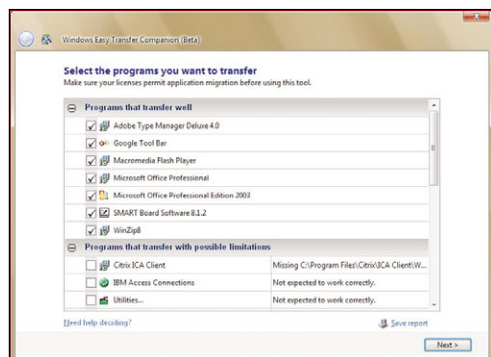 Windows Easy Transfer Companion (Beta)
Select the programs you want to transfer
Make sure your licenses permit application migration before using this tool.
Programs that transfer well
Adobe Type Manager Deluxe 4.0
Google Tool Bar
Macromedia Flash Player
Microsoft Office Professional
Microsoft Office Professional Edition 2003
SMART Board Software 8.1.2
WinZip8
Programs that transfer with possible limitations
Citrix ICA Client Missing C:\Program Files\Citrix\ICA Client\W...
IBM Access Connections Not expected to work correctly.
Utilities... Not expected to work correctly.
Need help deciding? Save report
Next >